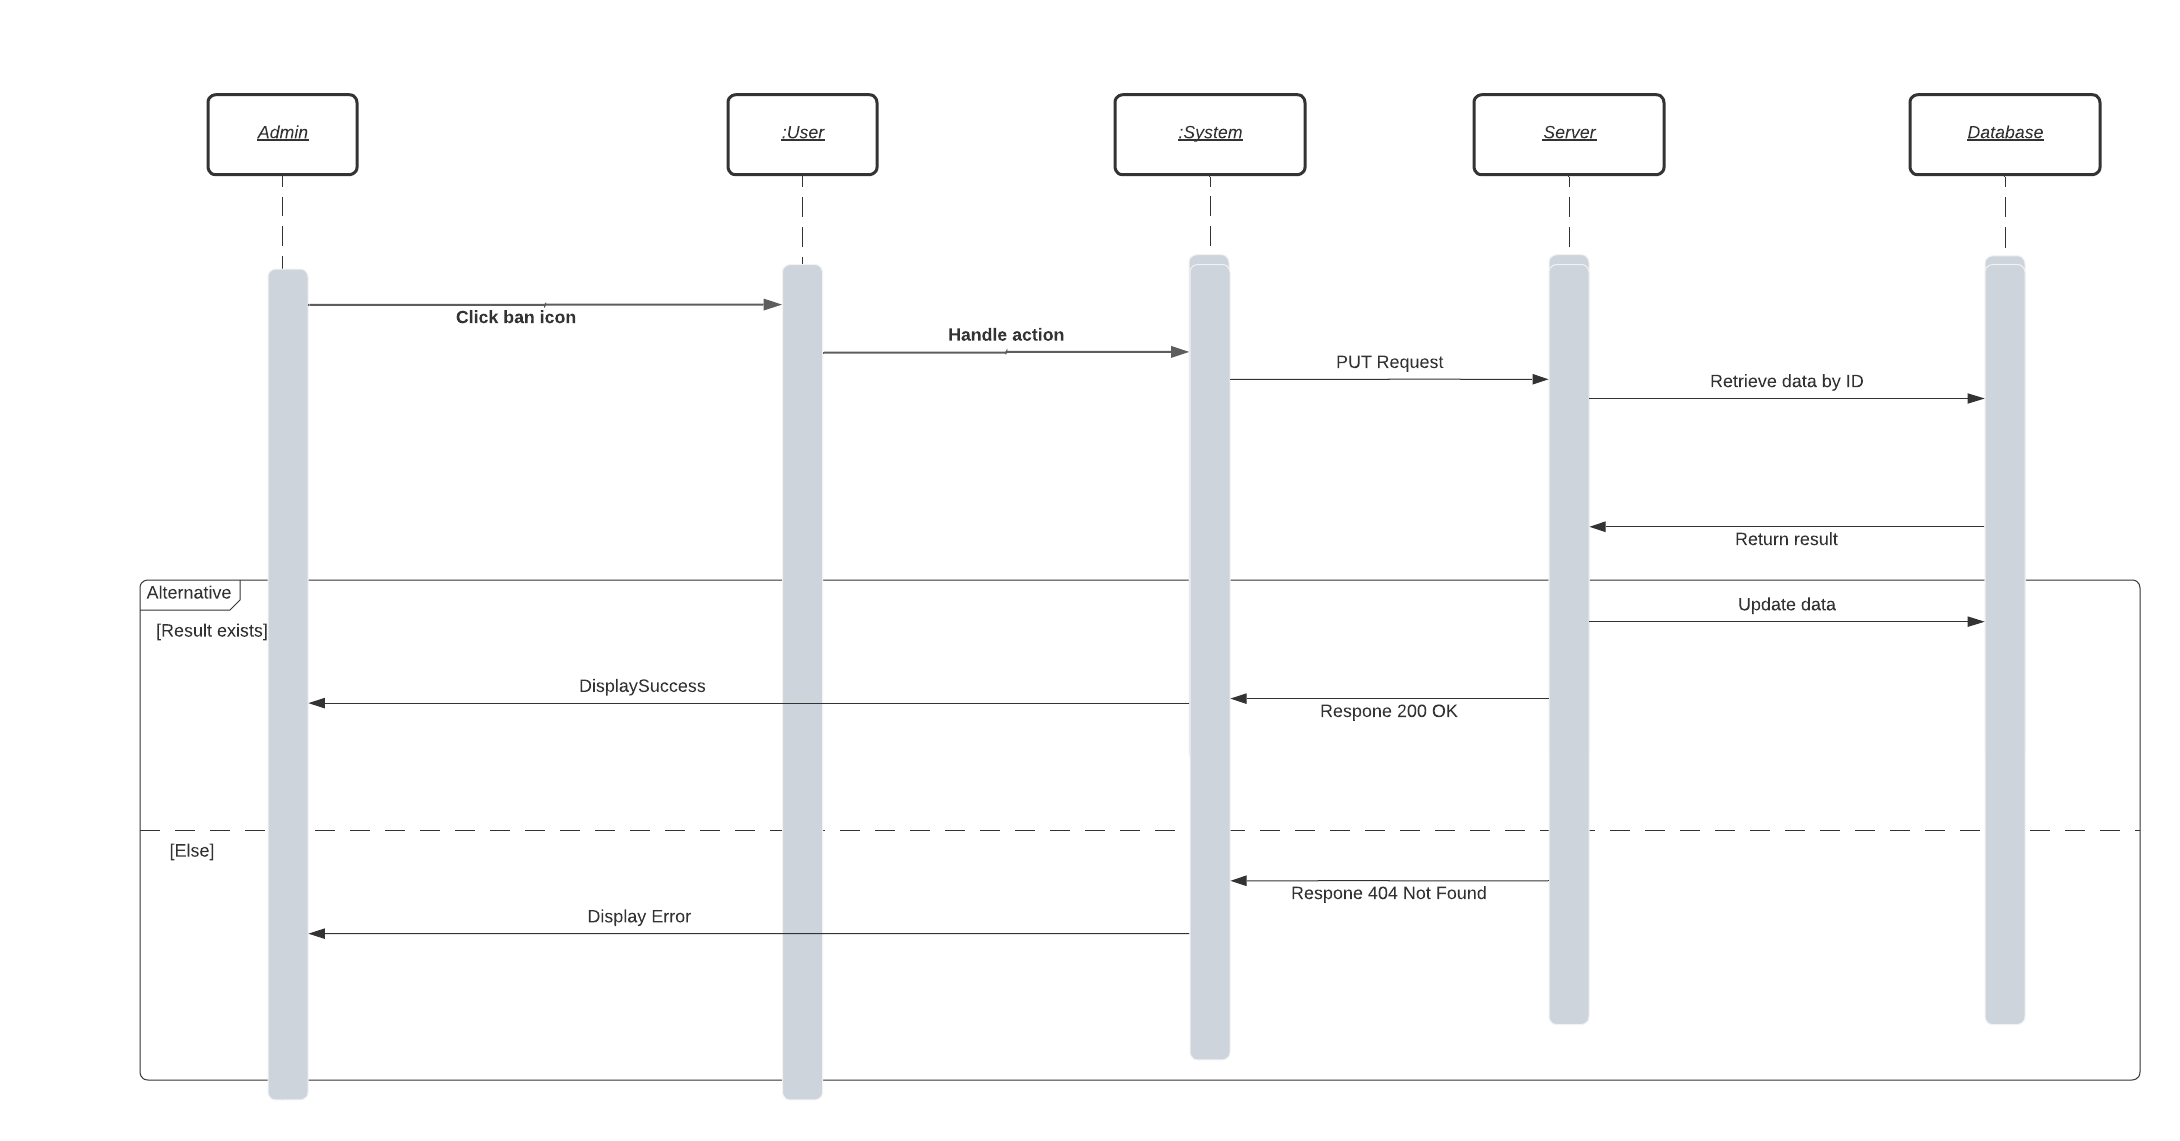 Admin
:User
:System
Server
Database
Click ban icon
Handle action
PUT Request
Retrieve data by ID
Return result
Alternative
Update data
[Result exists]
DisplaySuccess
Respone 200 OK
[Else]
Respone 404 Not Found
Display Error